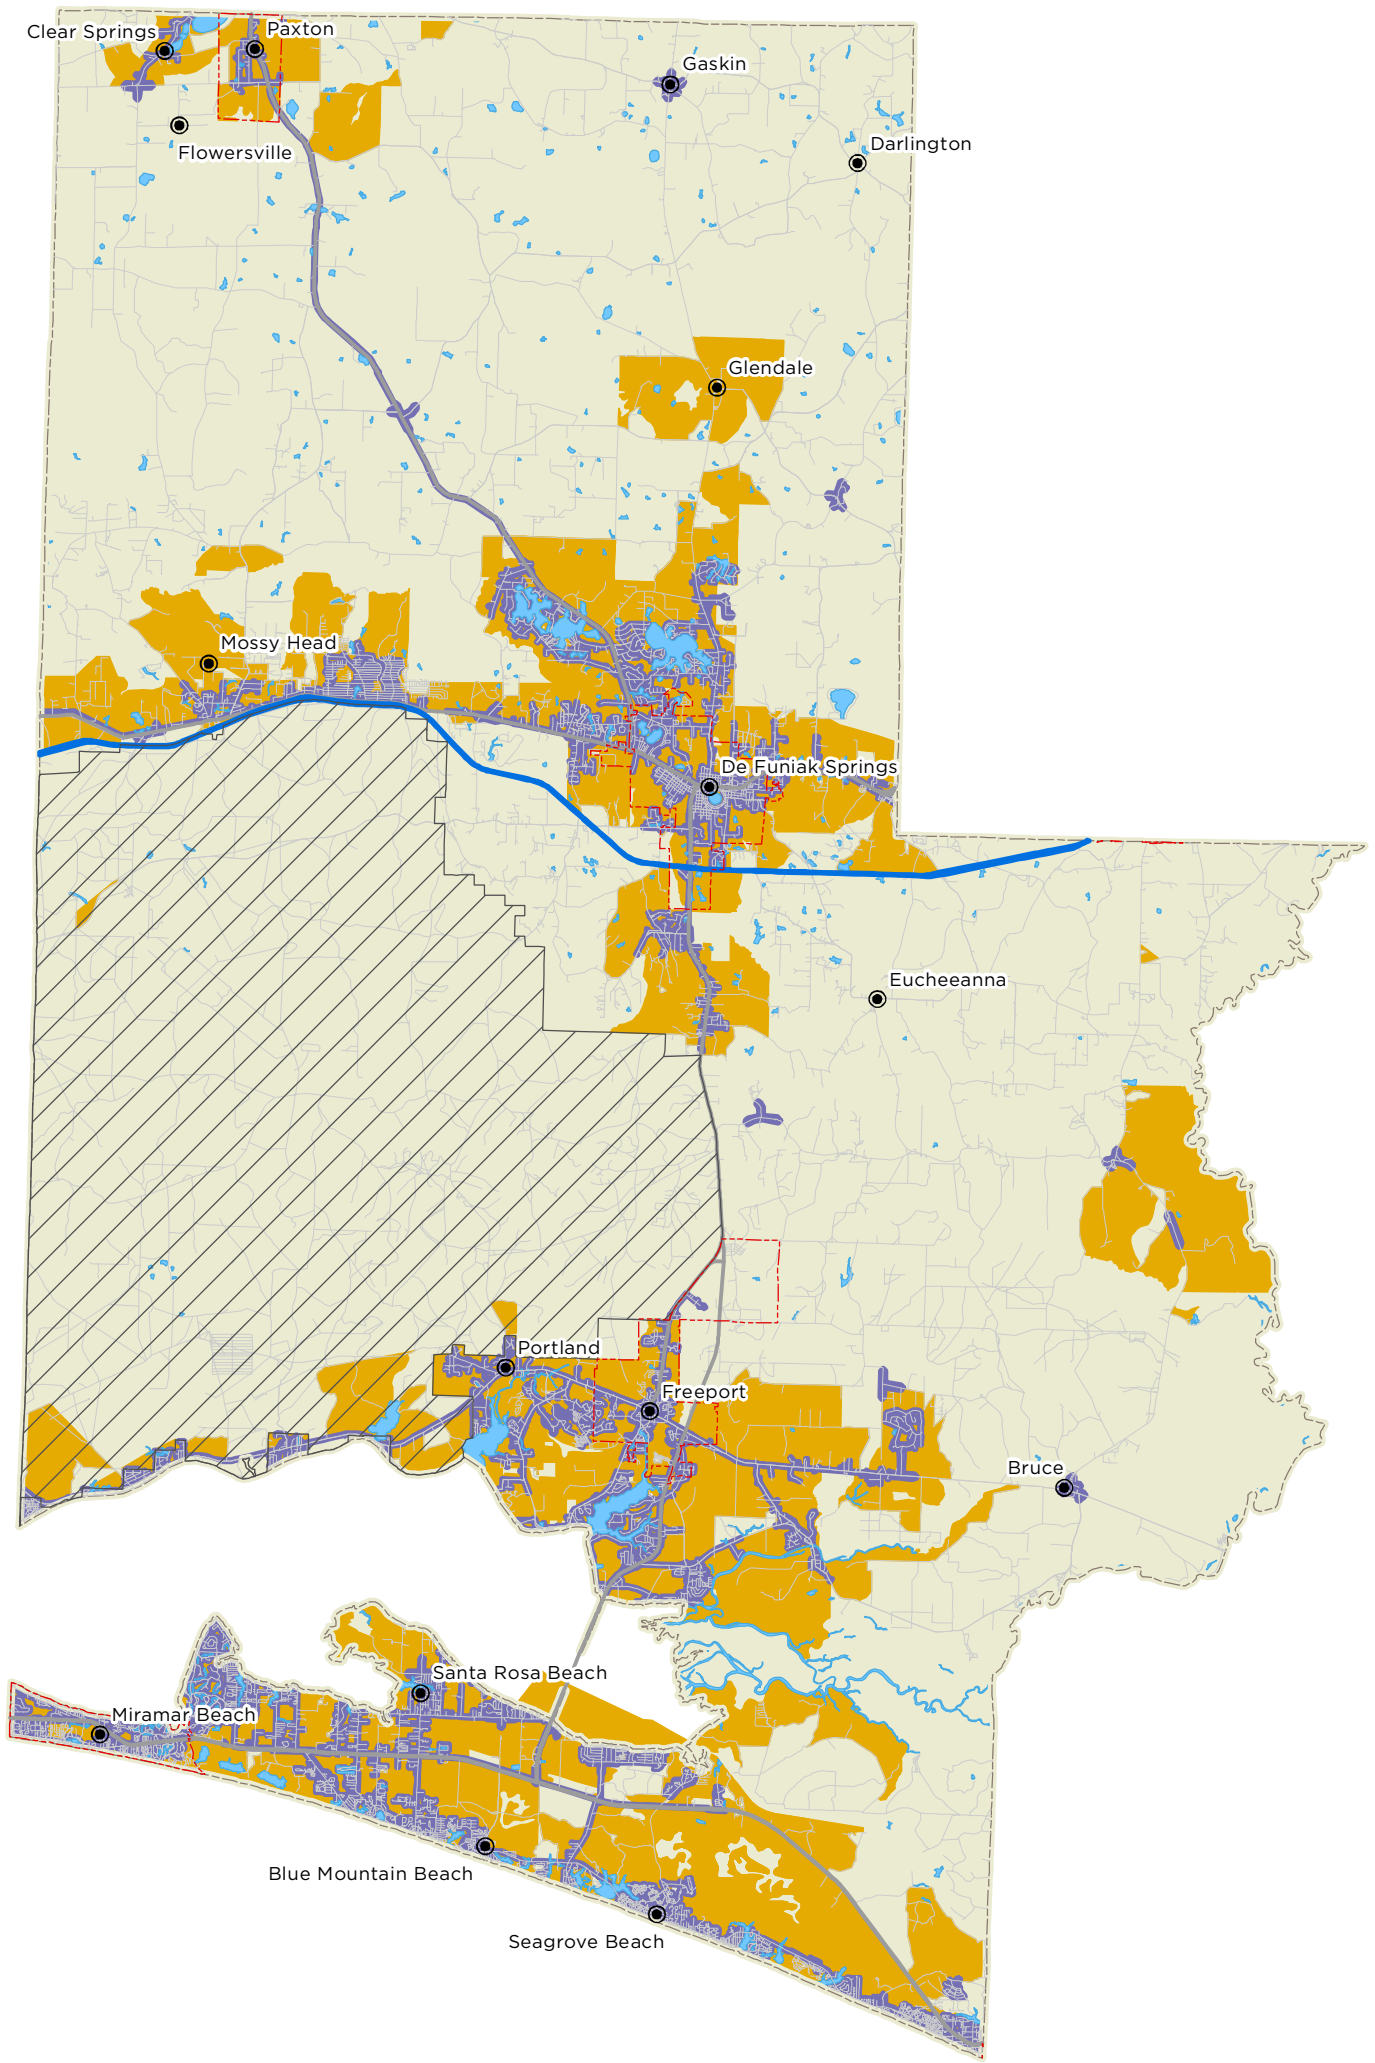 Clear Springs
Paxton
Gaskin
Flowersville
Darlington
Glendale
Mossy Head
De Funiak Springs
Eucheeanna
Portland
Freeport
Bruce
Santa Rosa Beach
Miramar Beach
Blue Mountain Beach
Seagrove Beach